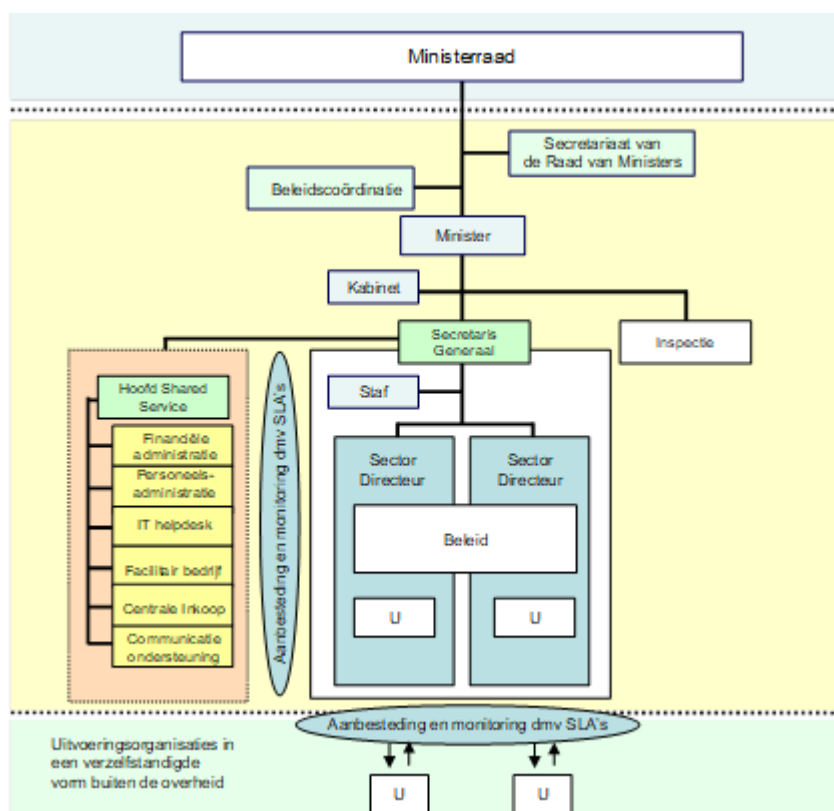 Ministerraad
Secretariaat van
de Raad van Ministers
Beleidscoördinatie
Minister
Kabinet
Secretaris
Generaal
Inspectie
Hoofd Shared
Service
Financiële
administratie
Personeels-
administratie
IT helpdesk
Facilitair bedrijf
Centrale Inkoop
Communicatie
ondersteuning
Aanbesteding en monitoring dmv SLA's
Staf
Sector
Directeur
Sector
Directeur
Beleid
U
U
Aanbesteding en monitoring dmv SLA's
Uitvoeringsorganisaties in
een verzelfstandigde
vorm buiten de overheid
U
U